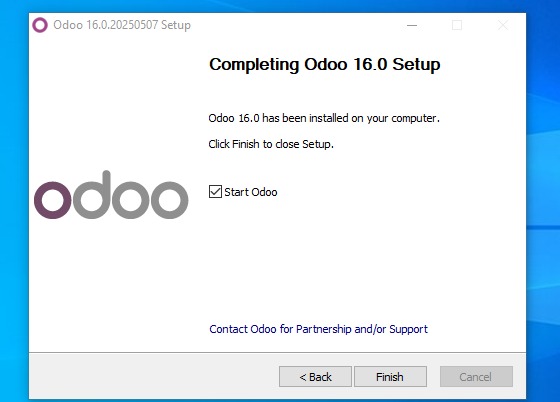 Odoo 16.0.20250507 Setup
Completing Odoo 16.0 Setup
Odoo 16.0 has been installed on your computer.
Click Finish to close Setup.
odoo
Start Odoo
Contact Odoo for Partnership and/or Support
< Back
Finish
Cancel